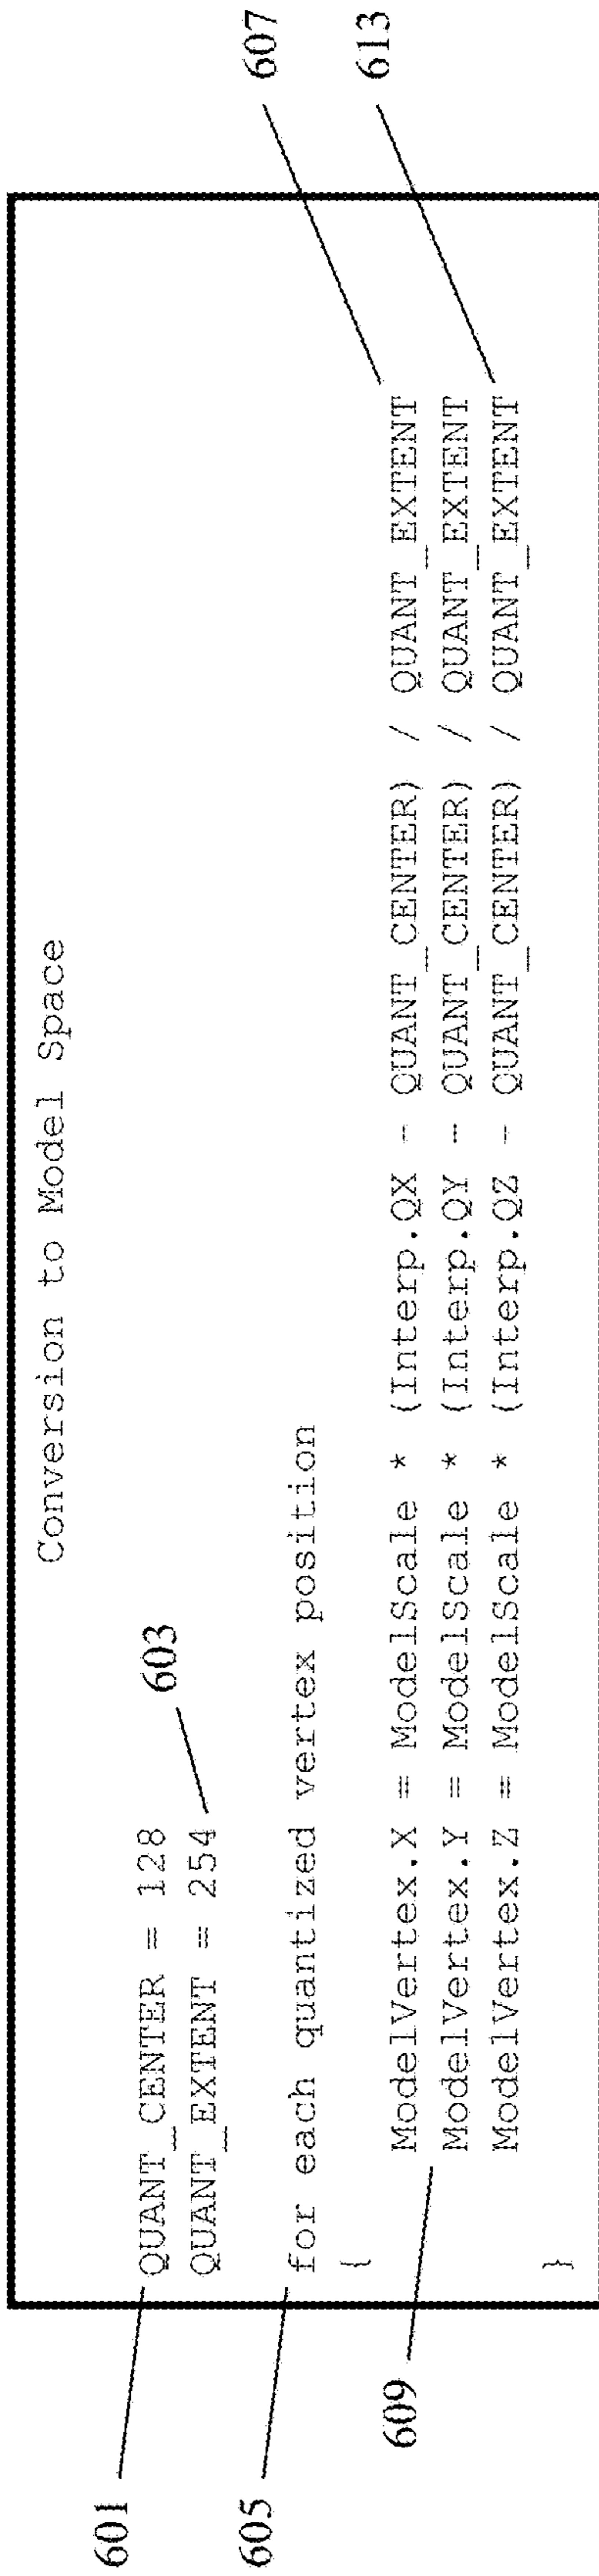 Conversion to Model Space
601
QUANT_CENTER = 128
603
QUANT_EXTENT = 254
605
for each quantized vertex position
{
607
ModelVertex.X = ModelScale * (Interp.QX - QUANT_CENTER) / QUANT_EXTENT
609
ModelVertex.Y = ModelScale * (Interp.QY - QUANT_CENTER) / QUANT_EXTENT
613
ModelVertex.Z = ModelScale * (Interp.QZ - QUANT_CENTER) / QUANT_EXTENT
}